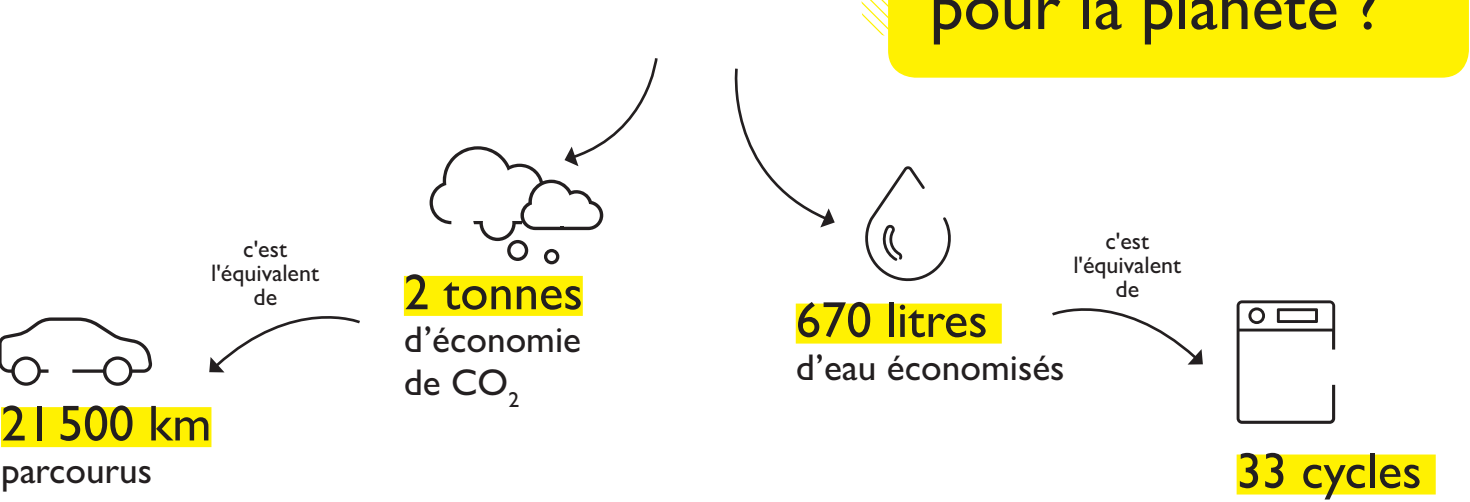 pour la planète ?
c'est
l'équivalent
de
2 tonnes
d’économie
de CO₂
21 500 km
parcourus
c'est
l'équivalent
de
670 litres
d’eau économisés
33 cycles